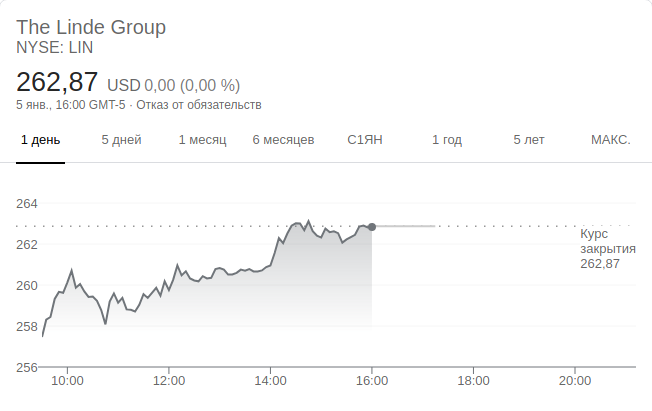 The Linde Group
NYSE: LIN
262,87 USD 0,00 (0,00 %)
5 янв., 16:00 GMT-5 · Отказ от обязательств
1 день 5 дней 1 месяц 6 месяцев С1ЯН 1 год 5 лет МАКС.
264
262
260
258
256
Курс
закрытия
262,87
10:00 12:00 14:00 16:00 18:00 20:00